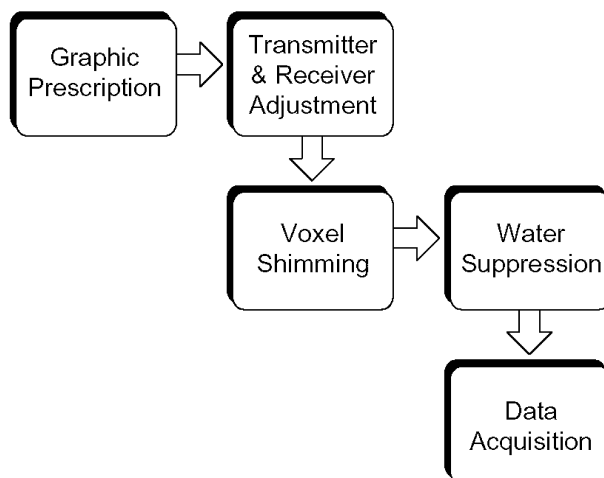 Graphic
Prescription
Transmitter
& Receiver
Adjustment
Voxel
Shimming
Water
Suppression
Data
Acquisition